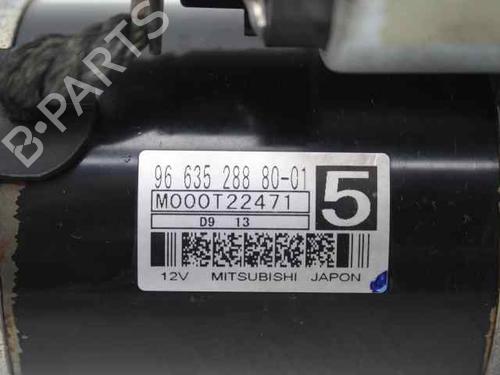 B-PARTS
96 635 288 80-01
M000T22471
5
D9 13
12V MITSUBISHI JAPON